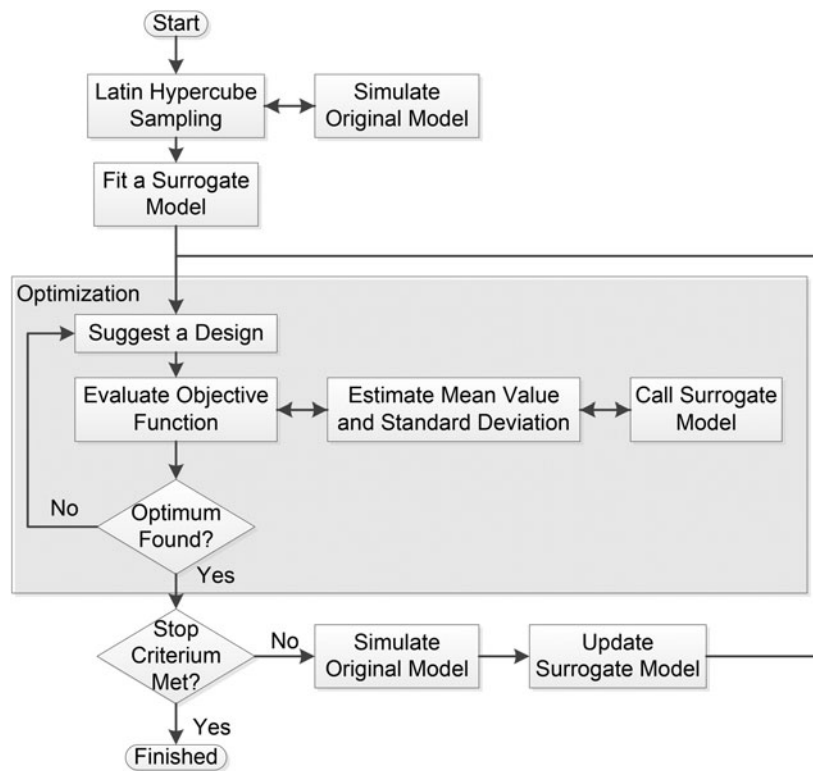 Start
Latin Hypercube
Sampling
Simulate
Original Model
Fit a Surrogate
Model
Optimization
Suggest a Design
Evaluate Objective
Function
Estimate Mean Value
and Standard Deviation
Call Surrogate
Model
No
Optimum
Found?
Yes
Stop
Criterium
Met?
No
Simulate
Original Model
Update
Surrogate Model
Yes
Finished